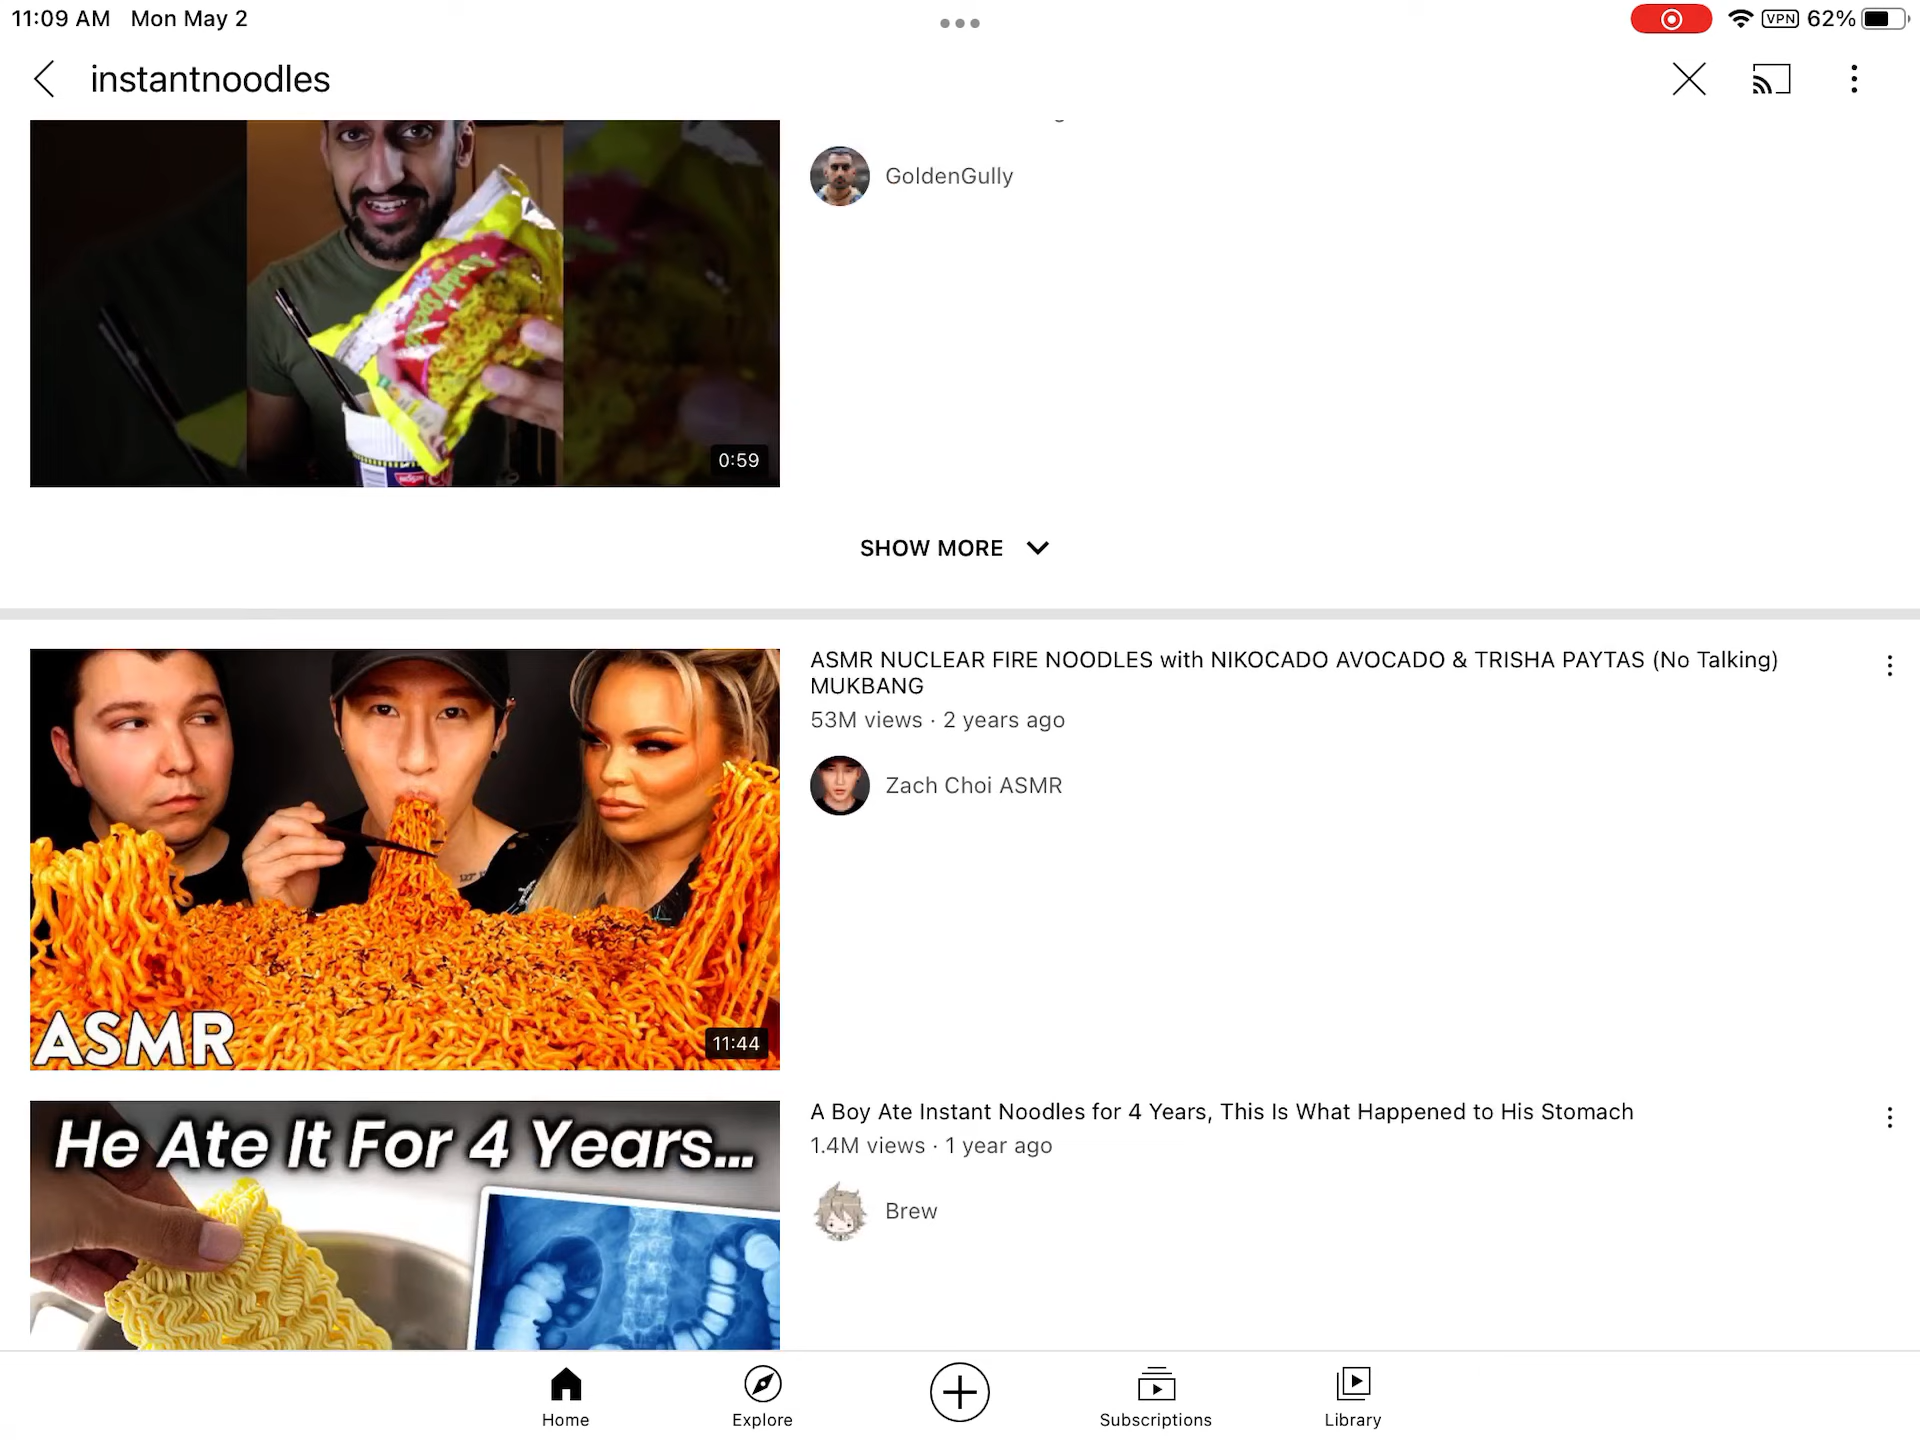 11:09 AM Mon May 2
VPN 62%
instantnoodles
GoldenGully
0:59
SHOW MORE
ASMR NUCLEAR FIRE NOODLES with NIKOCADO AVOCADO & TRISHA PAYTAS (No Talking)
MUKBANG
53M views · 2 years ago
Zach Choi ASMR
ASMR
11:44
He Ate It For 4 Years...
A Boy Ate Instant Noodles for 4 Years, This Is What Happened to His Stomach
1.4M views · 1 year ago
Brew
Home
Explore
Subscriptions
Library